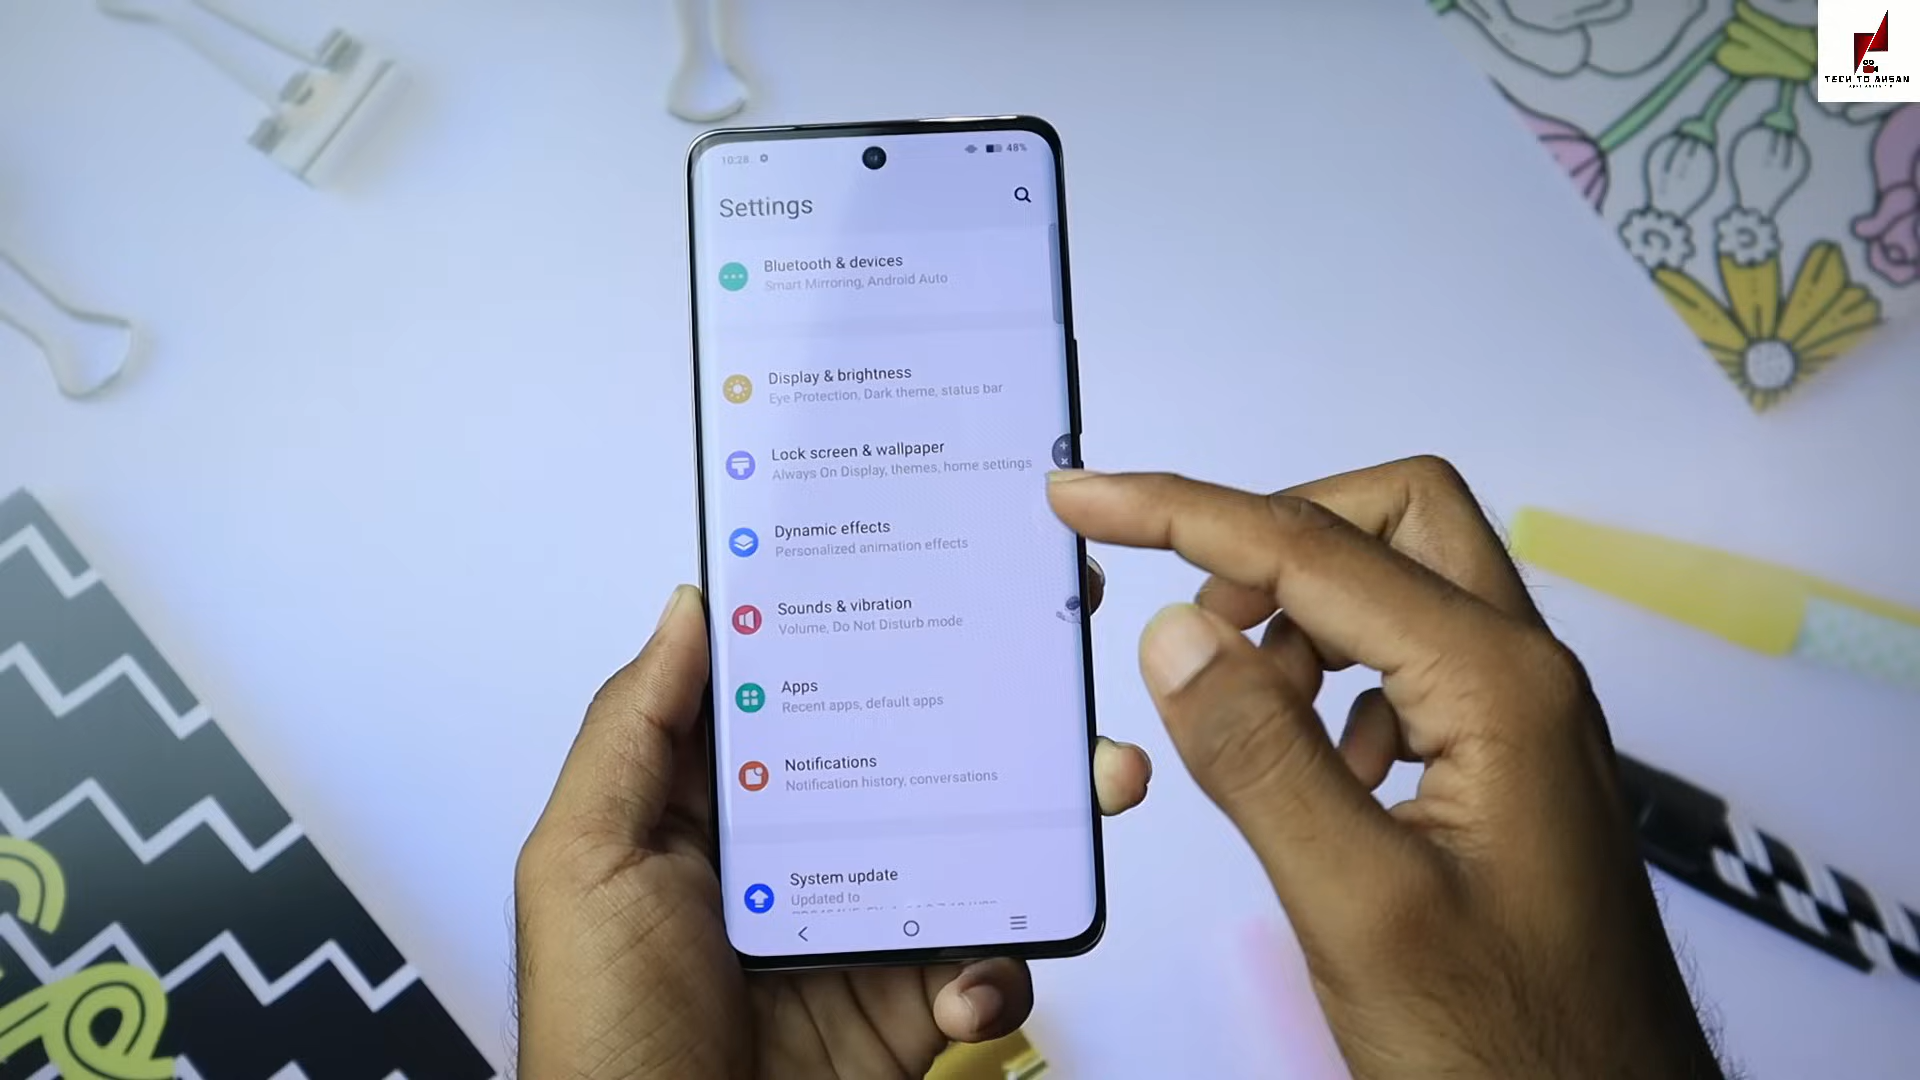 TECH TO AHSAN
10:28
48%
Settings
Bluetooth & devices
Smart Mirroring, Android Auto
Display & brightness
Eye Protection, Dark theme, status bar
Lock screen & wallpaper
Always On Display, themes, home settings
Dynamic effects
Personalized animation effects
Sounds & vibration
Volume, Do Not Disturb mode
Apps
Recent apps, default apps
Notifications
Notification history, conversations
System update
Updated to